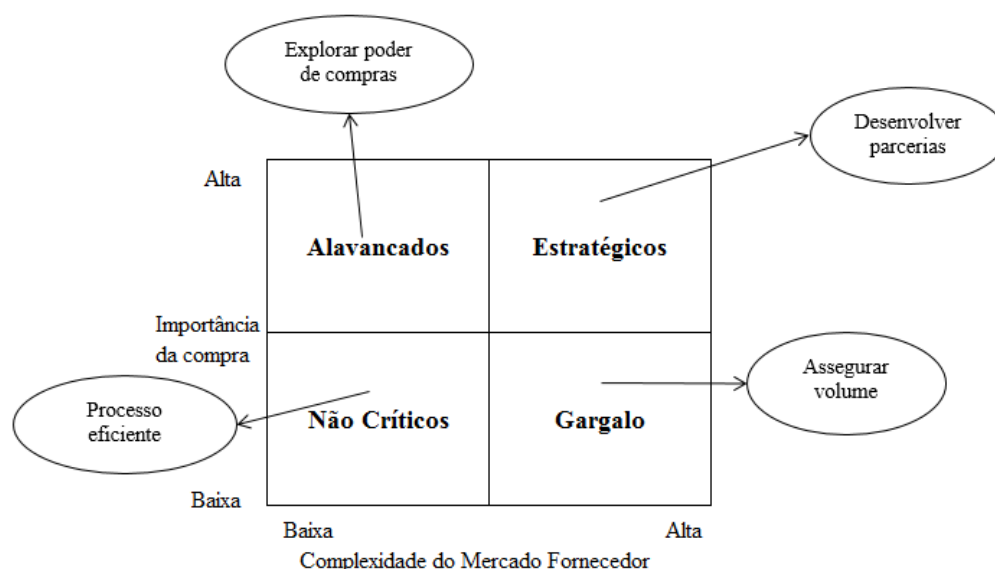 Explorar poder
de compras
Desenvolver
parcerias
Alta
Alavancados
Estratégicos
Importância
da compra
Assegurar
volume
Processo
eficiente
Não Críticos
Gargalo
Baixa
Baixa
Alta
Complexidade do Mercado Fornecedor